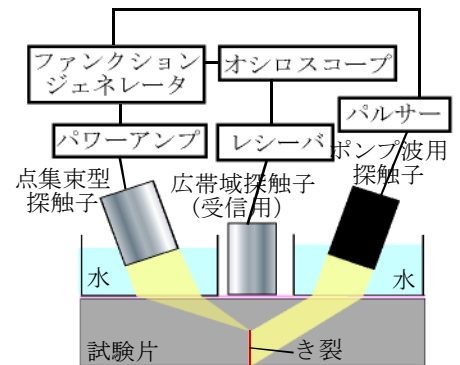 ファンクション
ジェネレータ
オシロスコープ
パルサー
パワーアンプ
レシーバ
ポンプ波用
探触子
点集束型
探触子
広帯域探触子
(受信用)
水
水
試験片
き裂